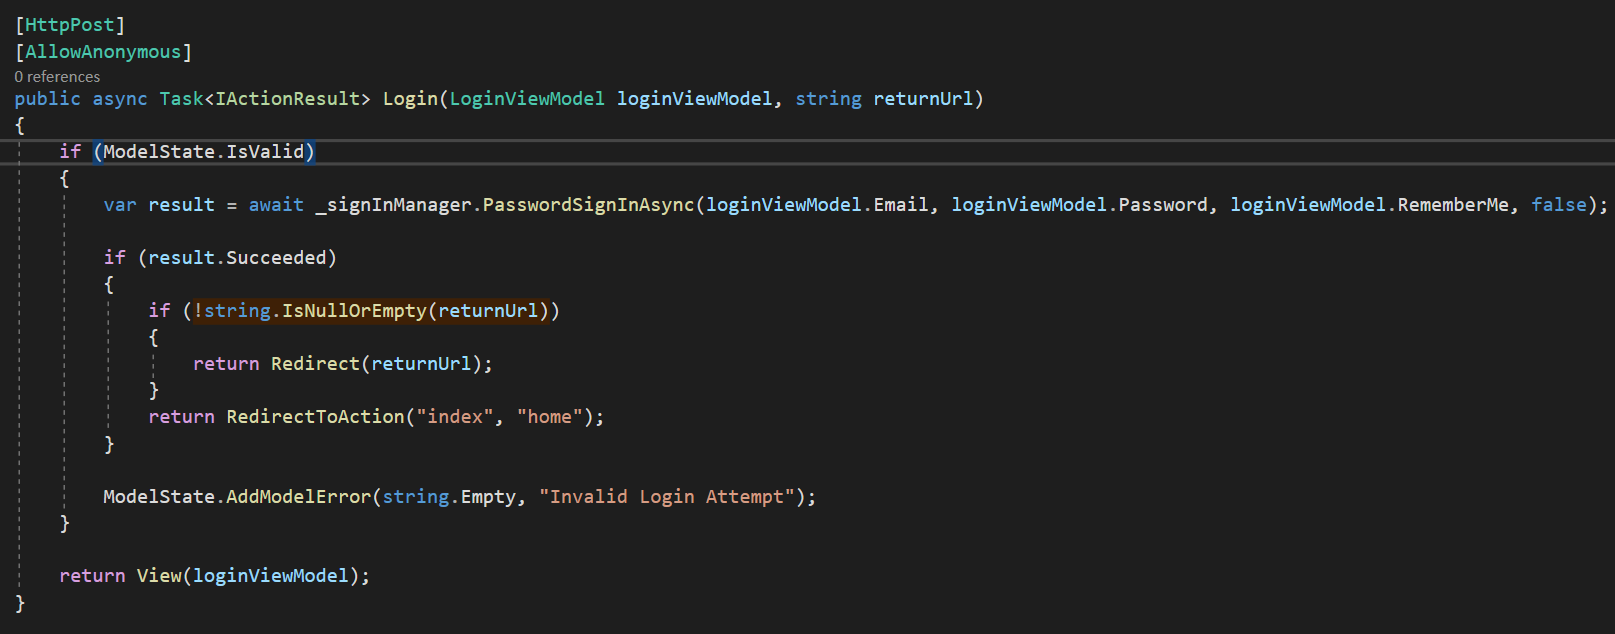 [HttpPost]
[AllowAnonymous]
0 references
public async Task<IActionResult> Login(LoginViewModel loginViewModel, string returnUrl)
{
if (ModelState.IsValid)
{
var result = await _signInManager.PasswordSignInAsync(loginViewModel.Email, loginViewModel.Password, loginViewModel.RememberMe, false);
if (result.Succeeded)
{
if (!string.IsNullOrEmpty(returnUrl))
{
return Redirect(returnUrl);
}
return RedirectToAction("index", "home");
}
ModelState.AddModelError(string.Empty, "Invalid Login Attempt");
}
return View(loginViewModel);
}